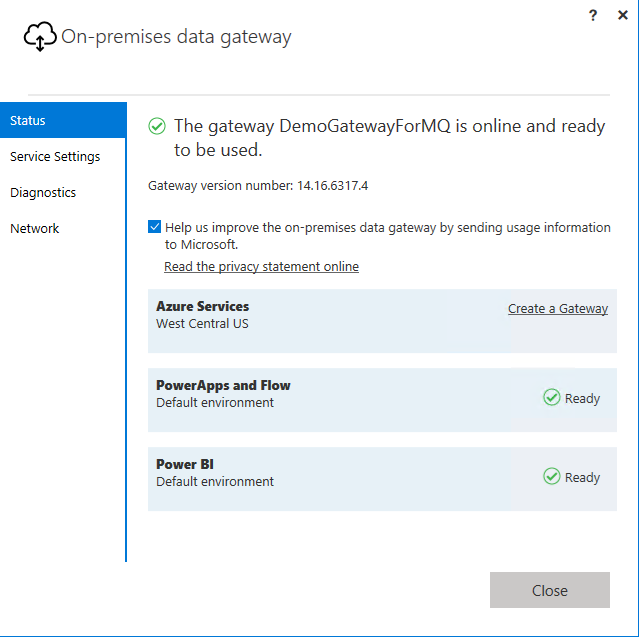 ? ×
On-premises data gateway
Status
Service Settings
Diagnostics
Network
The gateway DemoGatewayForMQ is online and ready
to be used.
Gateway version number: 14.16.6317.4
Help us improve the on-premises data gateway by sending usage information
to Microsoft.
Read the privacy statement online
Azure Services
West Central US
Create a Gateway
PowerApps and Flow
Default environment
Ready
Power BI
Default environment
Ready
Close